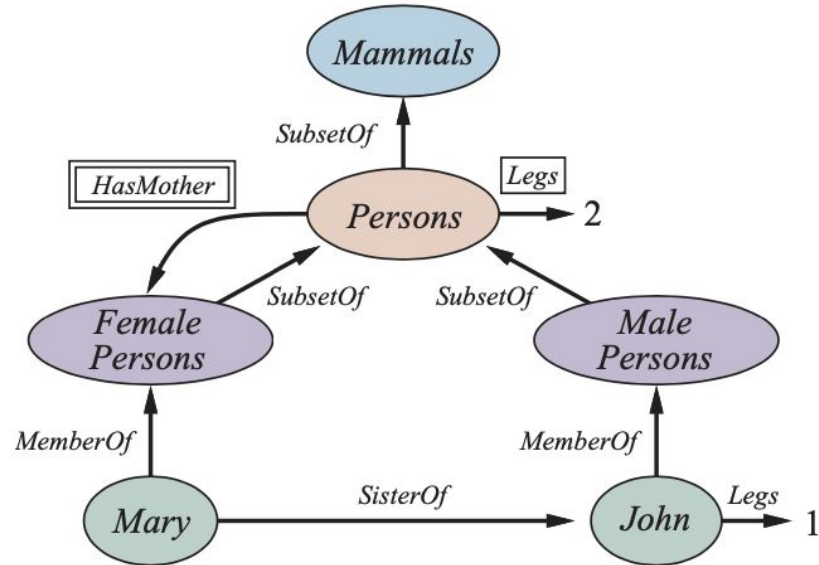 Mammals
SubsetOf
HasMother
Legs
Persons
2
SubsetOf
SubsetOf
Female
Persons
Male
Persons
MemberOf
MemberOf
SisterOf
Legs
Mary
John
1